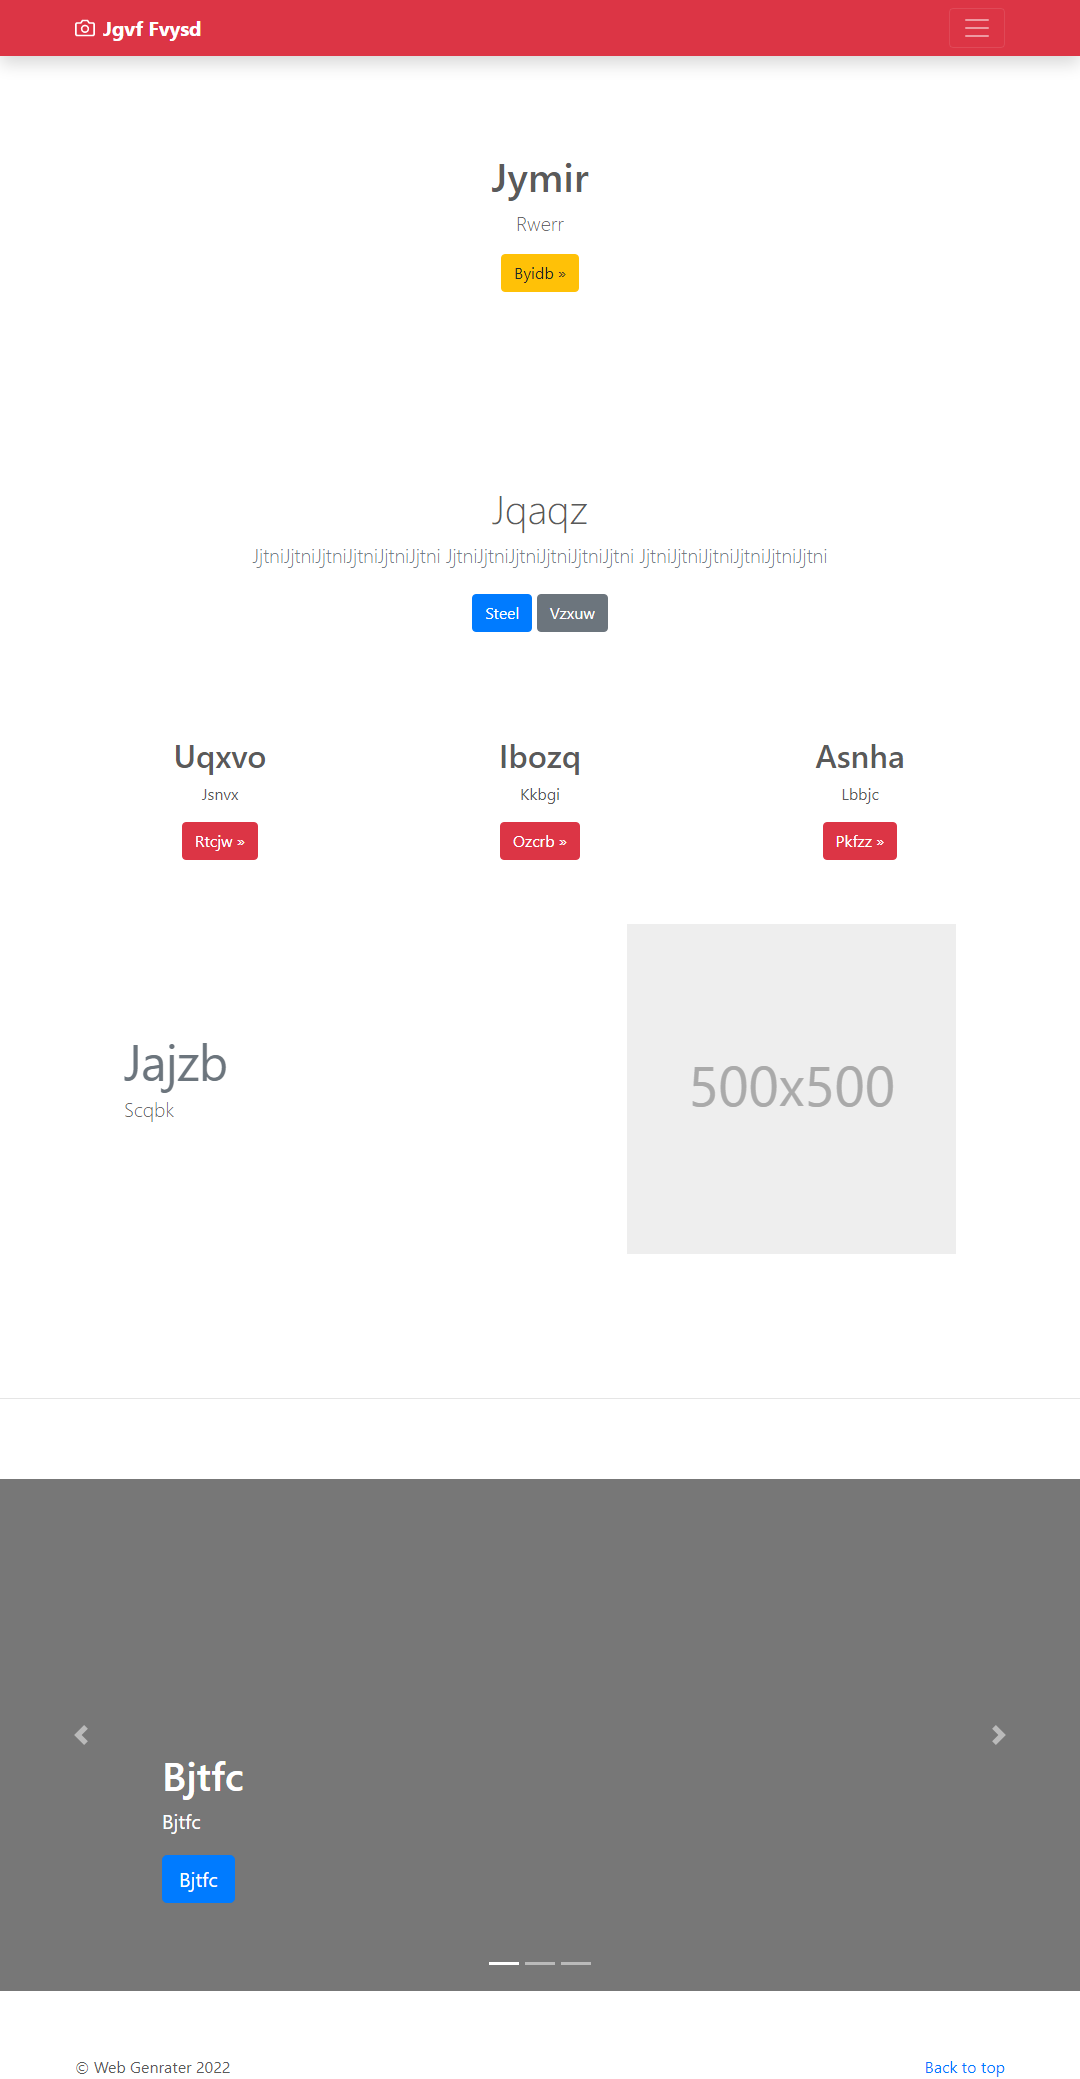 Jgvf Fvysd
Jymir
Rwerr
Byidb »
Jqaqz
JjtniJjtniJjtniJjtniJjtniJjtni JjtniJjtniJjtniJjtniJjtniJjtni JjtniJjtniJjtniJjtniJjtniJjtni
Steel Vzxuw
Uqxvo Ibozq Asnha
Jsnvx Kkbgi Lbbjc
Rtcjw » Ozcrb » Pkfzz »
500x500
Jajzb
Scqbk
Bjtfc
Bjtfc
Bjtfc
© Web Genrater 2022 Back to top